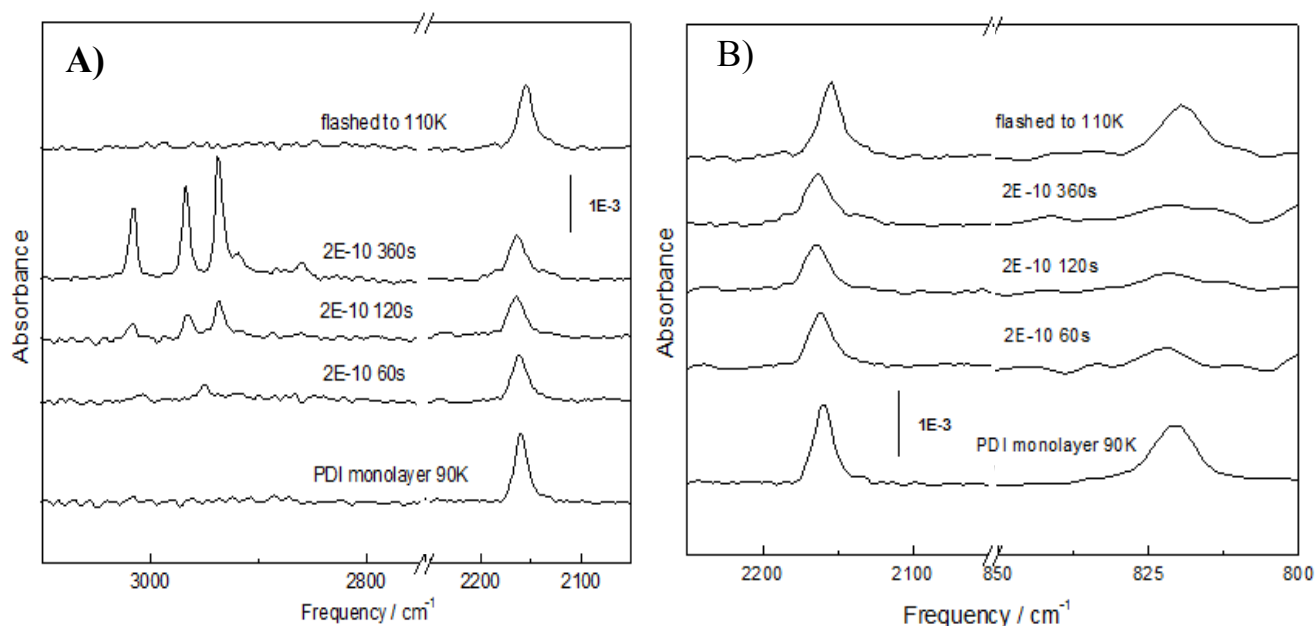 A)
flashed to 110K
1E-3
2E-10 360s
2E-10 120s
2E-10 60s
PDI monolayer 90K
Absorbance
3000
2800
2200
2100
Frequency / cm⁻¹
B)
flashed to 110K
2E-10 360s
2E-10 120s
2E-10 60s
1E-3
PDI monolayer 90K
Absorbance
2200
2100
850
825
800
Frequency / cm⁻¹